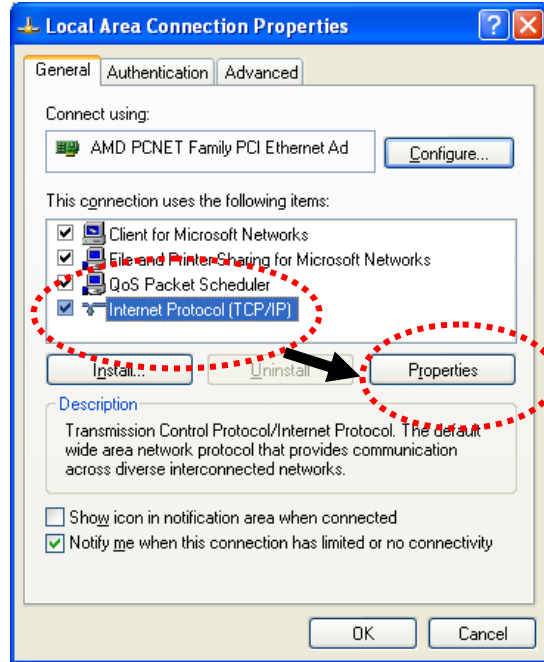 Local Area Connection Properties
General Authentication Advanced
Connect using:
AMD PCNET Family PCI Ethernet Ad Configure...
This connection uses the following items:
Client for Microsoft Networks
File and Printer Sharing for Microsoft Networks
QoS Packet Scheduler
Internet Protocol (TCP/IP)
Install... Uninstall Properties
Description
Transmission Control Protocol/Internet Protocol. The default
wide area network protocol that provides communication
across diverse interconnected networks.
Show icon in notification area when connected
Notify me when this connection has limited or no connectivity
OK Cancel